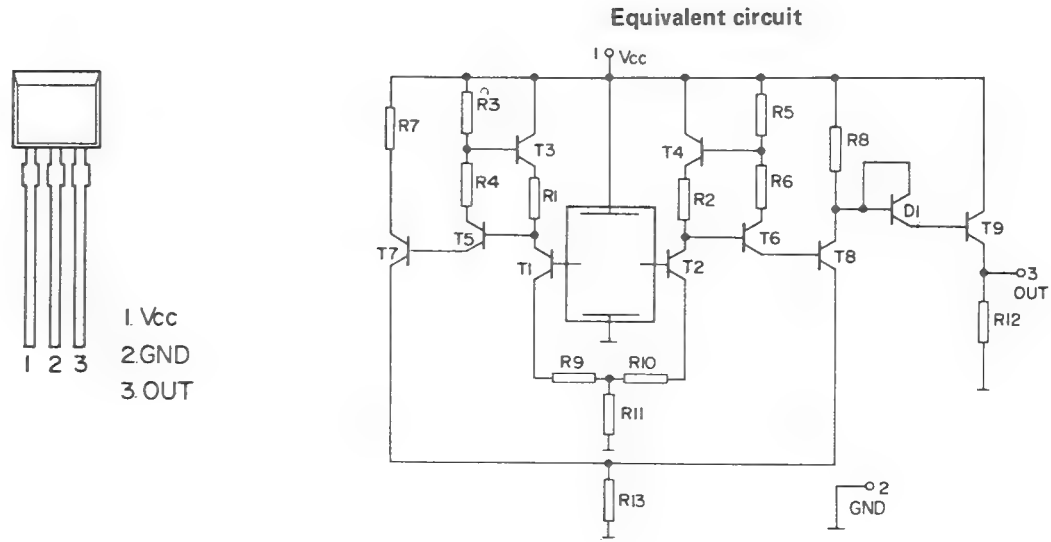 Equivalent circuit
1 Vcc
R3
R7
T3
R4
R1
T5
T7
T1
T4
R2
R5
R6
T6
T2
R8
D1
T8
T9
3
OUT
R12
R9
R10
R11
R13
2
GND
1 2 3
1. Vcc
2. GND
3. OUT